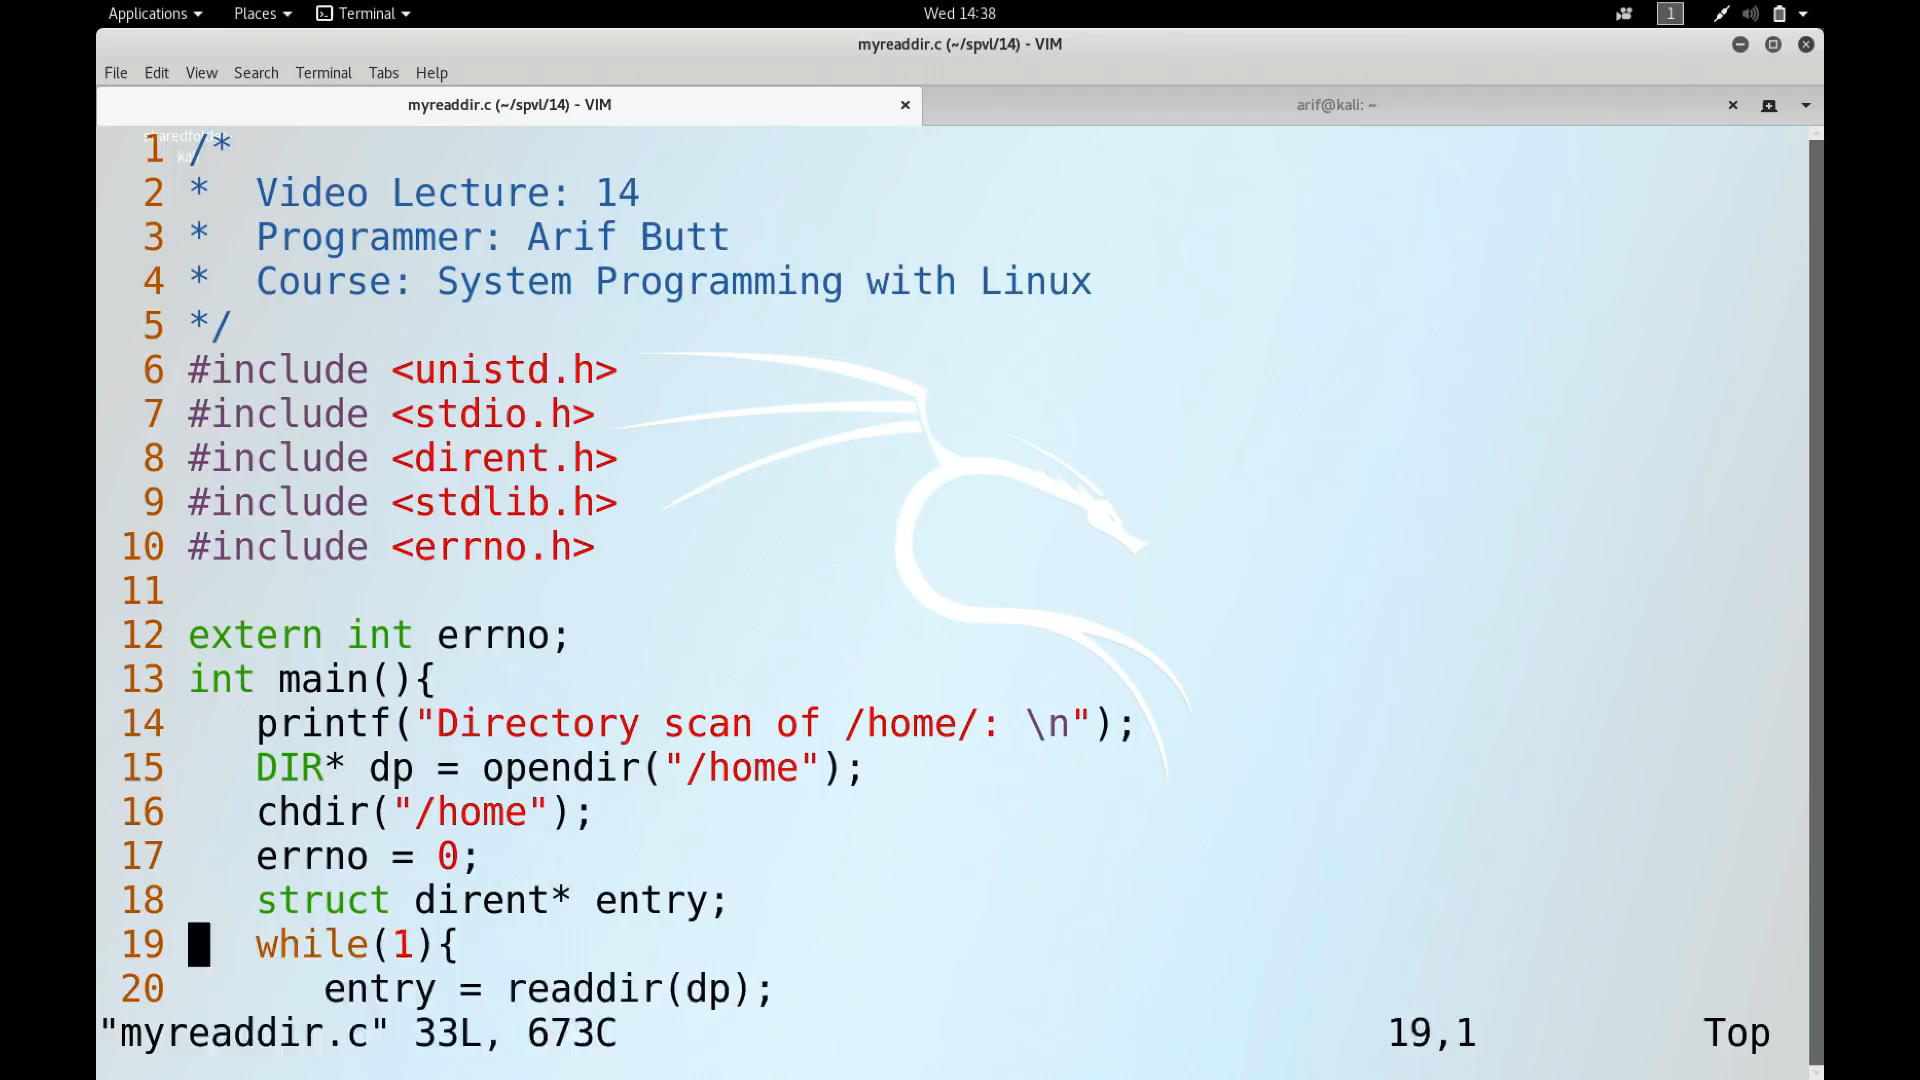 Applications Places Terminal Wed 14:38 1
myreaddir.c (~/spvl/14) - VIM
File Edit View Search Terminal Tabs Help
myreaddir.c (~/spvl/14) - VIM arif@kali: ~
1 /*
2 *  Video Lecture: 14
3 *  Programmer: Arif Butt
4 *  Course: System Programming with Linux
5 */
6 #include <unistd.h>
7 #include <stdio.h>
8 #include <dirent.h>
9 #include <stdlib.h>
10 #include <errno.h>
11
12 extern int errno;
13 int main(){
14    printf("Directory scan of /home/: \n");
15    DIR* dp = opendir("/home");
16    chdir("/home");
17    errno = 0;
18    struct dirent* entry;
19    while(1){
20       entry = readdir(dp);
"myreaddir.c" 33L, 673C 19,1 Top